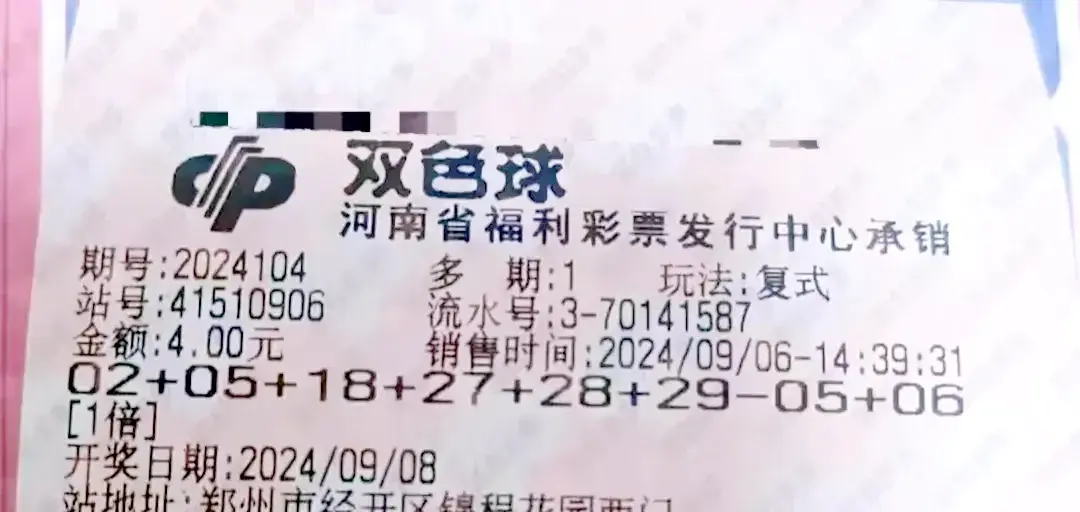 双色球
河南省福利彩票发行中心承销
期号:2024104 多 期:1 玩法:复式
站号:41510906 流水号:3-70141587
金额:4.00元 销售时间:2024/09/06-14:39:31
02+05+18+27+28+29-05+06
[1倍]
开奖日期:2024/09/08
站地址:郑州市经开区锦程花园西门